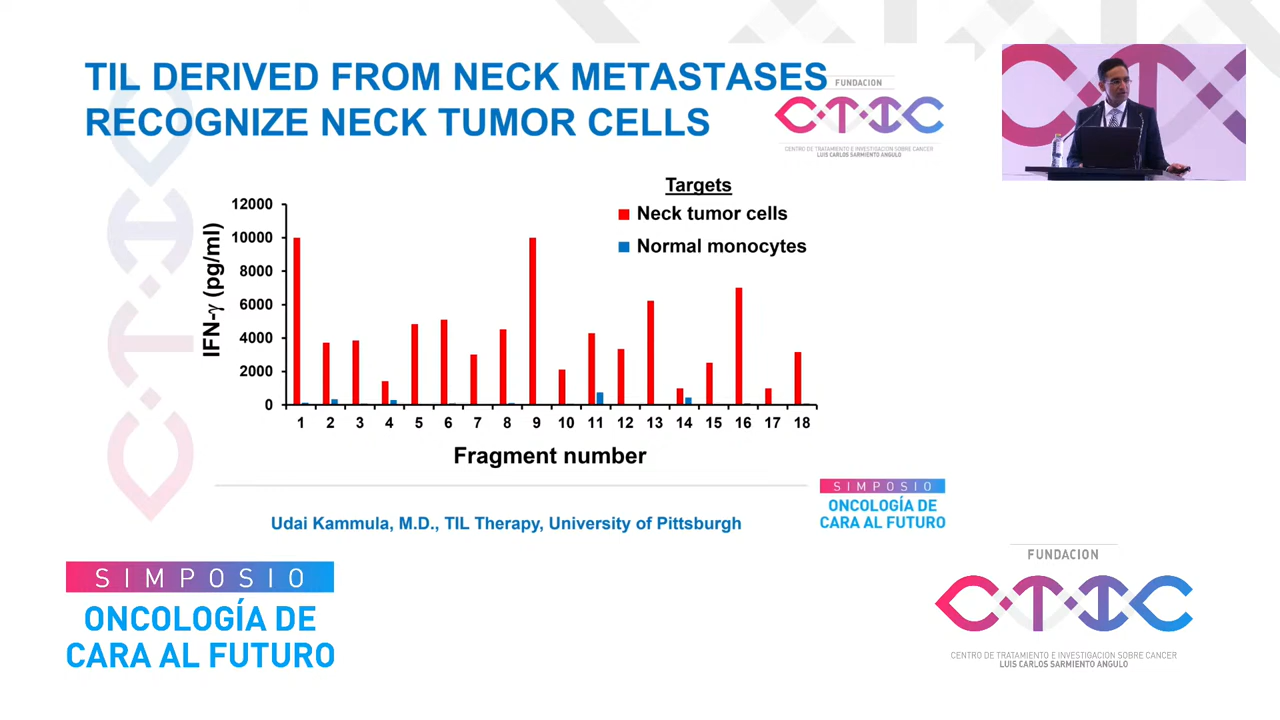 TIL DERIVED FROM NECK METASTASES
RECOGNIZE NECK TUMOR CELLS
FUNDACION
C·T·IC
CENTRO DE TRATAMIENTO E INVESTIGACION SOBRE CANCER
LUIS CARLOS SARMIENTO ANGULO
Targets
Neck tumor cells
Normal monocytes
IFN-γ (pg/ml)
12000
10000
8000
6000
4000
2000
0
1 2 3 4 5 6 7 8 9 10 11 12 13 14 15 16 17 18
Fragment number
Udai Kammula, M.D., TIL Therapy, University of Pittsburgh
SIMPOSIO
ONCOLOGÍA DE
CARA AL FUTURO
SIMPOSIO
ONCOLOGÍA DE
CARA AL FUTURO
FUNDACION
C·T·IC
CENTRO DE TRATAMIENTO E INVESTIGACION SOBRE CANCER
LUIS CARLOS SARMIENTO ANGULO
C·T·IC